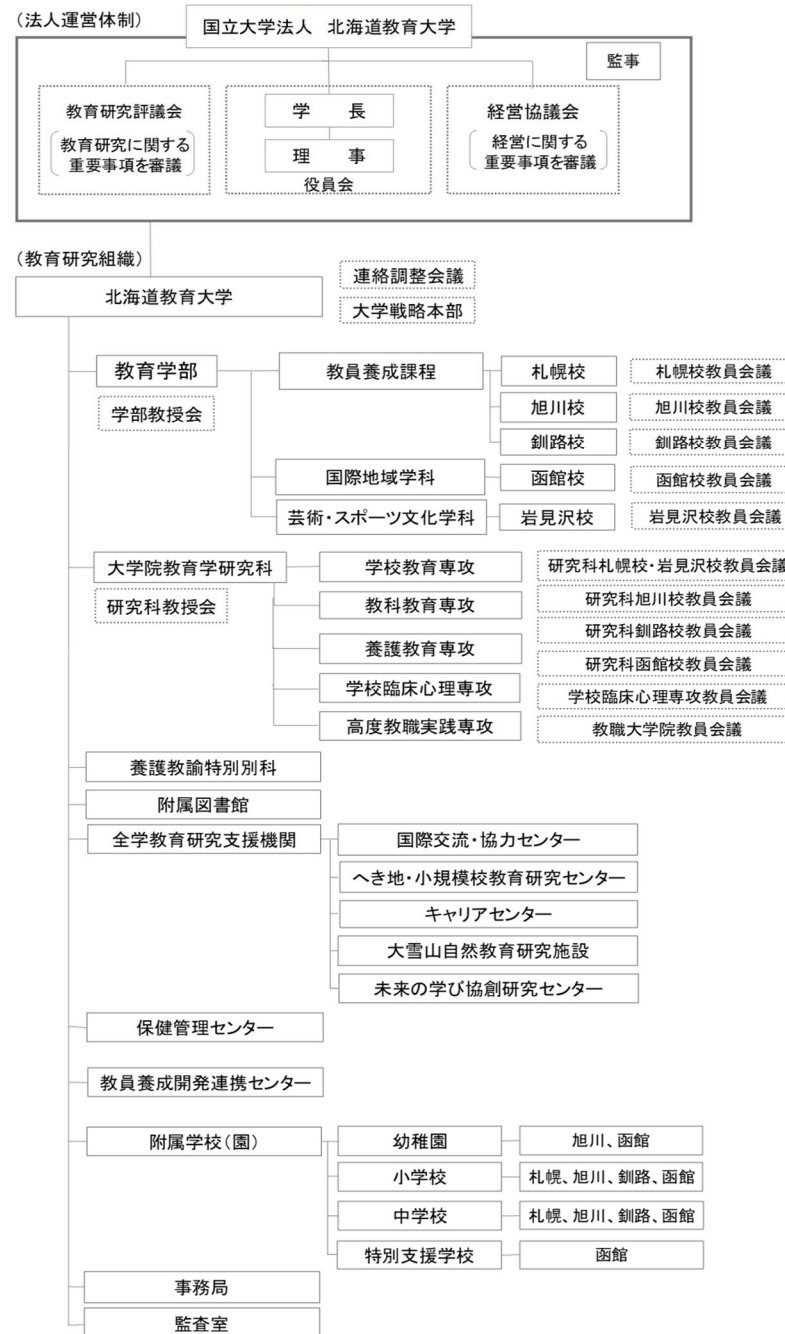 （法人運営体制）
国立大学法人　北海道教育大学
監事
教育研究評議会
教育研究に関する
重要事項を審議
学　長
理　事
役員会
経営協議会
経営に関する
重要事項を審議
（教育研究組織）
北海道教育大学
連絡調整会議
大学戦略本部
教育学部
学部教授会
教員養成課程
札幌校
札幌校教員会議
旭川校
旭川校教員会議
釧路校
釧路校教員会議
国際地域学科
函館校
函館校教員会議
芸術・スポーツ文化学科
岩見沢校
岩見沢校教員会議
大学院教育学研究科
研究科教授会
学校教育専攻
教科教育専攻
養護教育専攻
学校臨床心理専攻
高度教職実践専攻
研究科札幌校・岩見沢校教員会議
研究科旭川校教員会議
研究科釧路校教員会議
研究科函館校教員会議
学校臨床心理専攻教員会議
教職大学院教員会議
養護教諭特別別科
附属図書館
全学教育研究支援機関
国際交流・協力センター
へき地・小規模校教育研究センター
キャリアセンター
大雪山自然教育研究施設
未来の学び協創研究センター
保健管理センター
教員養成開発連携センター
附属学校（園）
幼稚園
旭川、函館
小学校
札幌、旭川、釧路、函館
中学校
札幌、旭川、釧路、函館
特別支援学校
函館
事務局
監査室